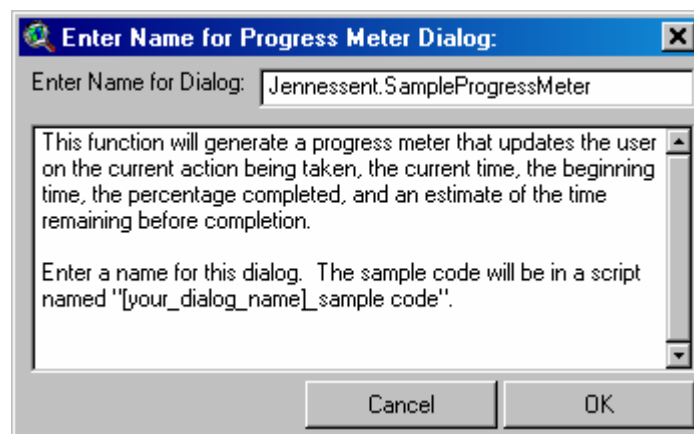 Enter Name for Progress Meter Dialog:
Enter Name for Dialog: Jennessent.SampleProgressMeter
This function will generate a progress meter that updates the user
on the current action being taken, the current time, the beginning
time, the percentage completed, and an estimate of the time
remaining before completion.
Enter a name for this dialog. The sample code will be in a script
named "[your_dialog_name]_sample code".
Cancel OK